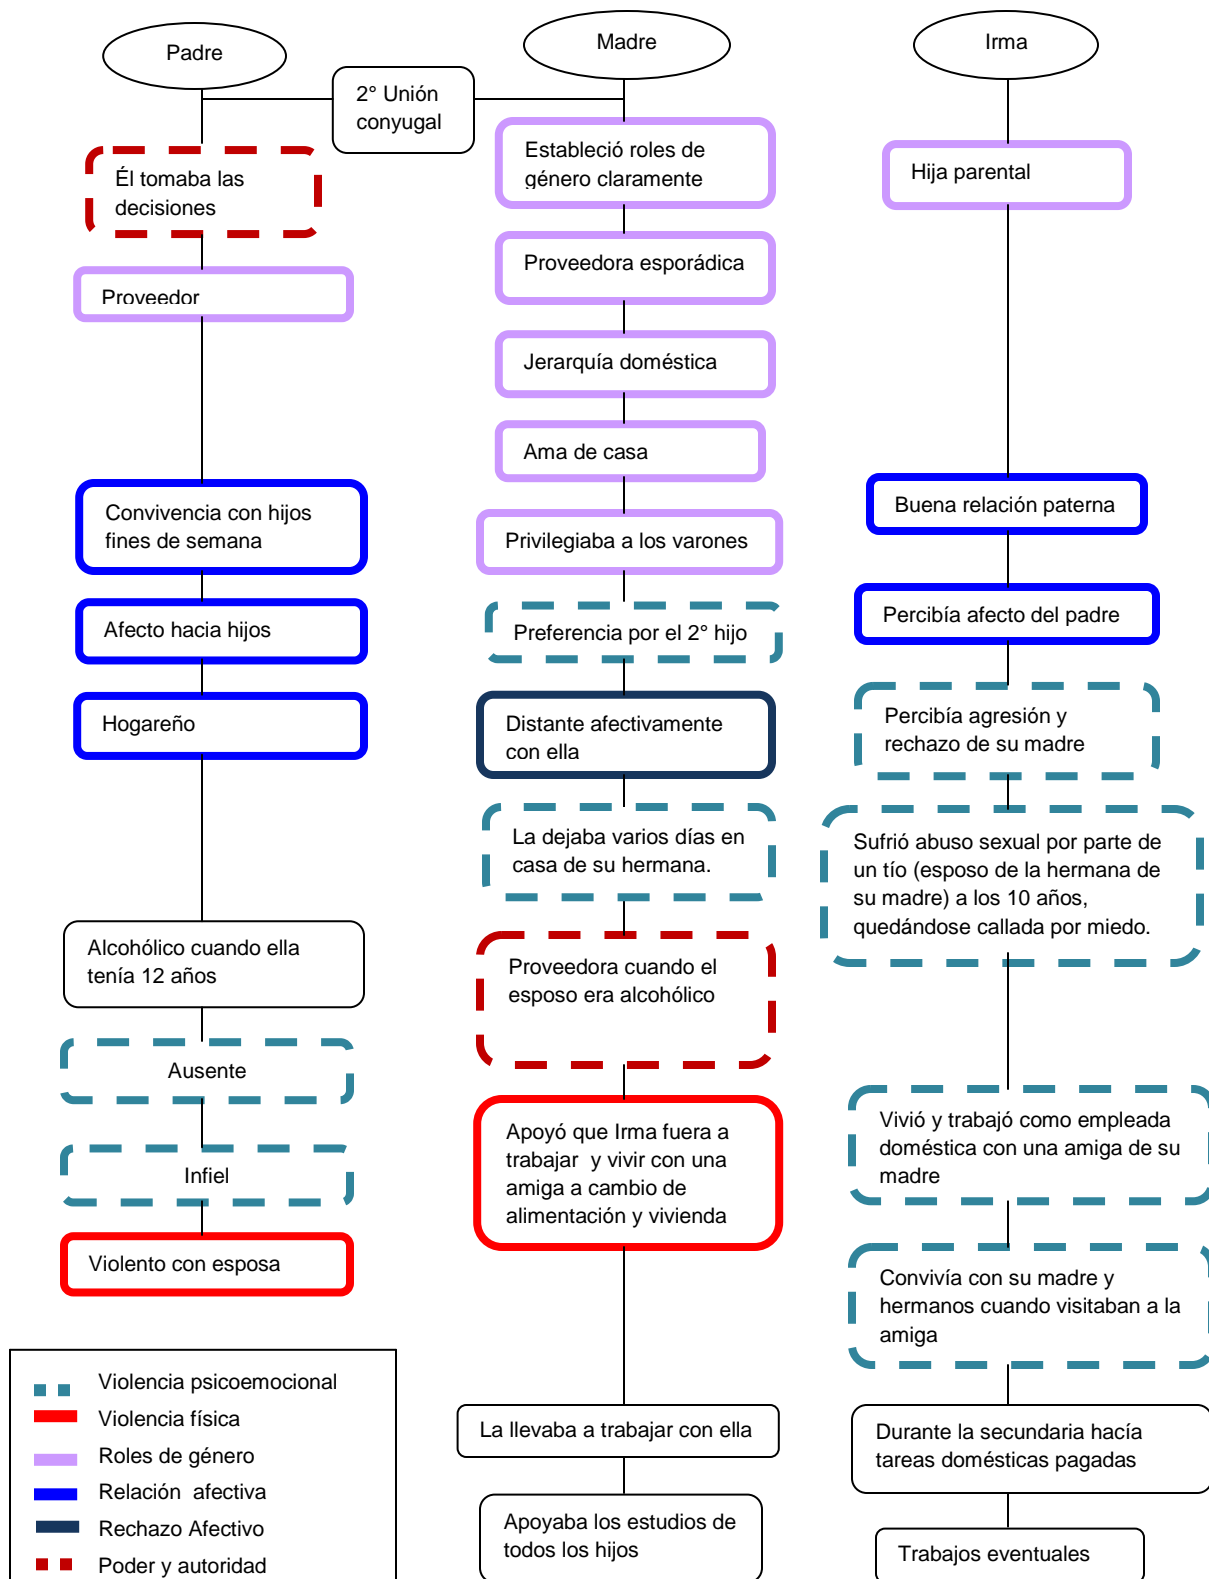 Padre
Madre
Irma
2° Unión
conyugal
Él tomaba las
decisiones
Proveedor
Convivencia con hijos
fines de semana
Afecto hacia hijos
Hogareño
Alcohólico cuando ella
tenía 12 años
Ausente
Infiel
Violento con esposa
Estableció roles de
género claramente
Proveedora esporádica
Jerarquía doméstica
Ama de casa
Privilegiaba a los varones
Preferencia por el 2° hijo
Distante afectivamente
con ella
La dejaba varios días en
casa de su hermana.
Proveedora cuando el
esposo era alcohólico
Apoyó que Irma fuera a
trabajar y vivir con una
amiga a cambio de
alimentación y vivienda
La llevaba a trabajar con ella
Apoyaba los estudios de
todos los hijos
Hija parental
Buena relación paterna
Percibía afecto del padre
Percibía agresión y
rechazo de su madre
Sufrió abuso sexual por parte de
un tío (esposo de la hermana de
su madre) a los 10 años,
quedándose callada por miedo.
Vivió y trabajó como empleada
doméstica con una amiga de su
madre
Convivía con su madre y
hermanos cuando visitaban a la
amiga
Durante la secundaria hacía
tareas domésticas pagadas
Trabajos eventuales
Violencia psicoemocional
Violencia física
Roles de género
Relación afectiva
Rechazo Afectivo
Poder y autoridad